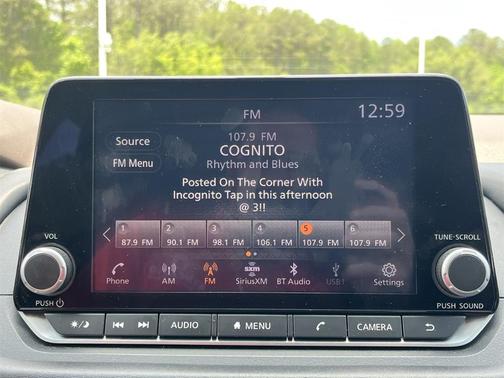 FM
12:59
Source
FM Menu
107.9 FM
COGNITO
Rhythm and Blues
Posted On The Corner With
Incognito Tap in this afternoon
@ 3!!
1 2 3 4 5 6
87.9 FM 90.1 FM 98.1 FM 106.1 FM 107.9 FM 107.9 FM
Phone AM FM SiriusXM BT Audio USB1 Settings
sxm
VOL
PUSH
TUNE·SCROLL
PUSH SOUND
AUDIO MENU CAMERA